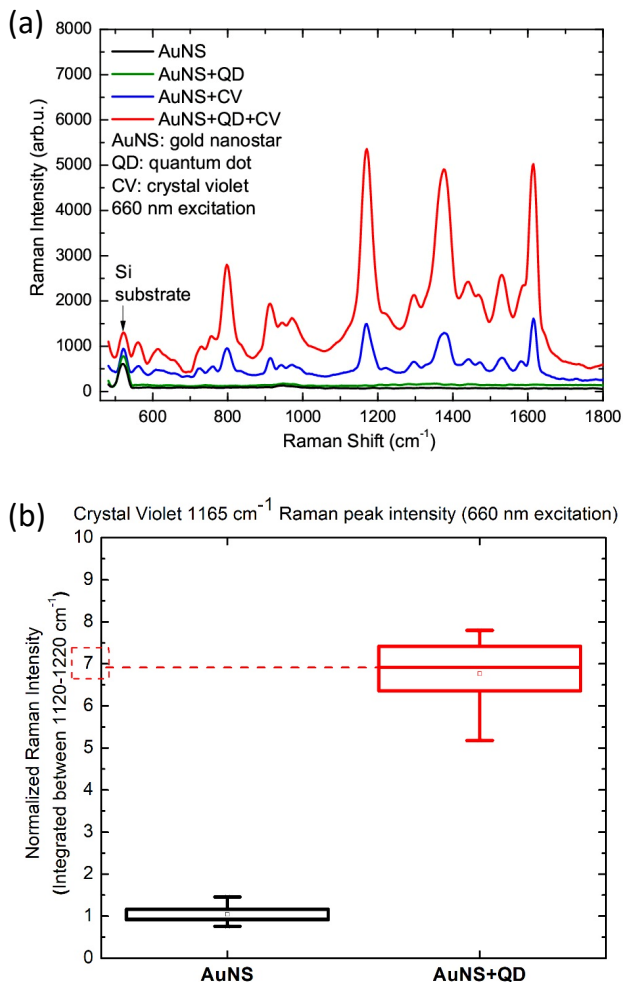 (a)
8000
7000
6000
5000
4000
3000
2000
1000
0
Raman Intensity (arb.u.)
AuNS
AuNS+QD
AuNS+CV
AuNS+QD+CV
AuNS: gold nanostar
QD: quantum dot
CV: crystal violet
660 nm excitation
Si
substrate
600 800 1000 1200 1400 1600 1800
Raman Shift (cm⁻¹)
(b)
Crystal Violet 1165 cm⁻¹ Raman peak intensity (660 nm excitation)
10
9
8
7
6
5
4
3
2
1
0
Normalized Raman Intensity
(Integrated between 1120-1220 cm⁻¹)
AuNS AuNS+QD